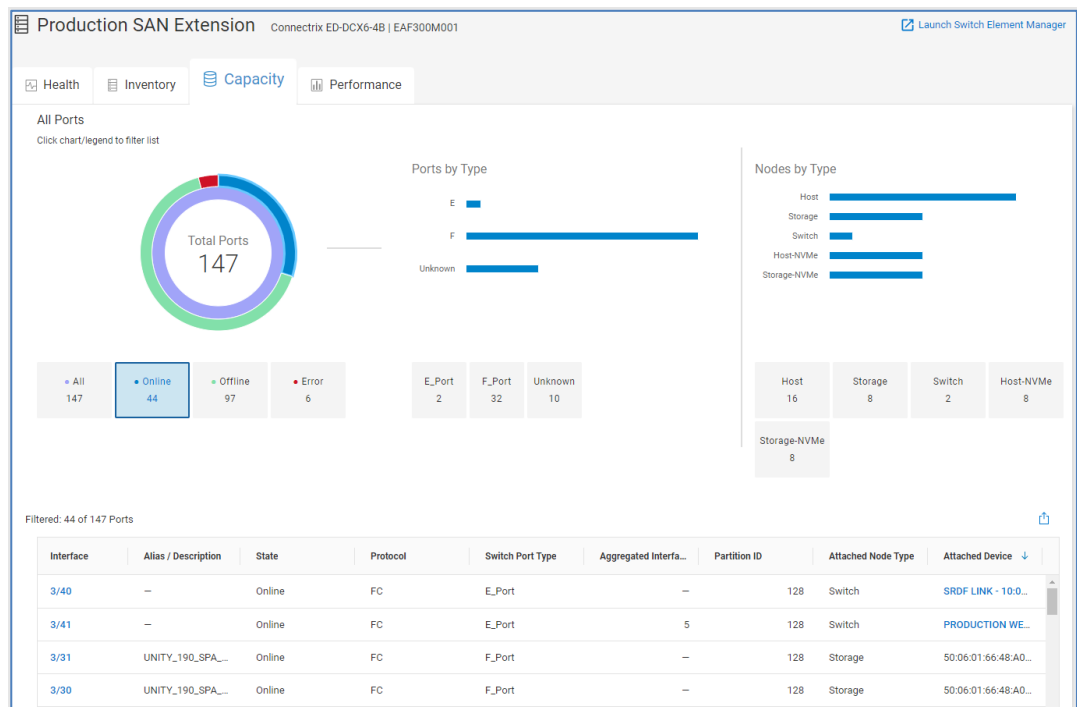 Production SAN Extension Connectrix ED-DCX6-4B | EAF300M001
Launch Switch Element Manager
Health Inventory Capacity Performance
All Ports
Click chart/legend to filter list
Total Ports
147
Ports by Type
E
F
Unknown
Nodes by Type
Host
Storage
Switch
Host-NVMe
Storage-NVMe
All
147
Online
44
Offline
97
Error
6
E_Port
2
F_Port
32
Unknown
10
Host
16
Storage
8
Switch
2
Host-NVMe
8
Storage-NVMe
8
Filtered: 44 of 147 Ports
Interface Alias / Description State Protocol Switch Port Type Aggregated Interfa... Partition ID Attached Node Type Attached Device ↓
3/40 – Online FC E_Port – 128 Switch SRDF LINK - 10:0...
3/41 – Online FC E_Port 5 128 Switch PRODUCTION WE...
3/31 UNITY_190_SPA_... Online FC F_Port – 128 Storage 50:06:01:66:48:A0...
3/30 UNITY_190_SPA_... Online FC F_Port – 128 Storage 50:06:01:66:48:A0...